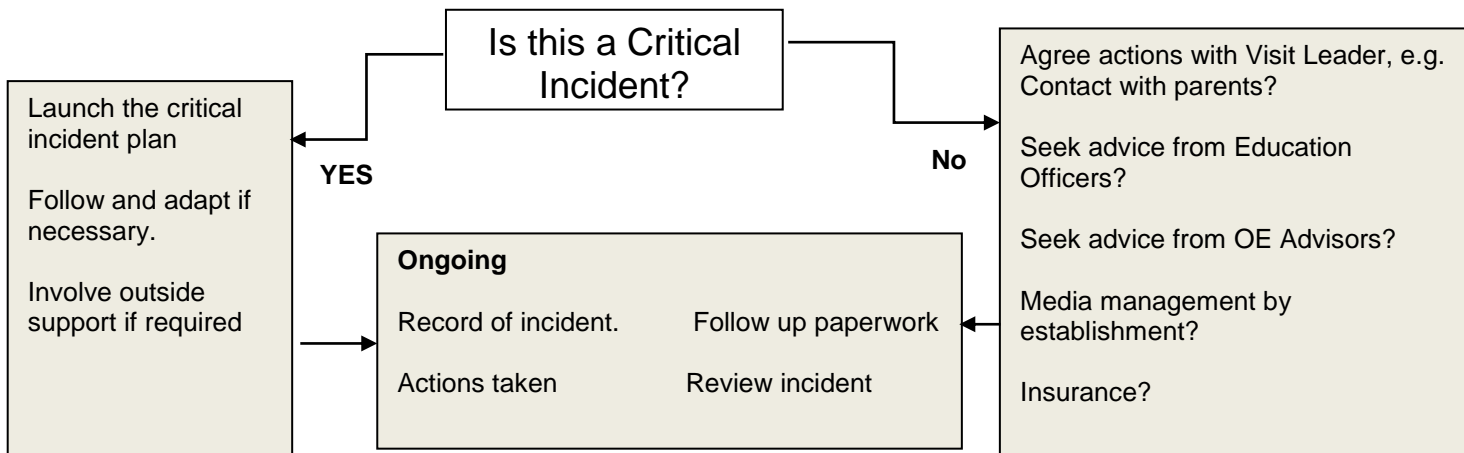 Is this a Critical
Incident?
YES
No
Launch the critical
incident plan
Follow and adapt if
necessary.
Involve outside
support if required
Agree actions with Visit Leader, e.g.
Contact with parents?
Seek advice from Education
Officers?
Seek advice from OE Advisors?
Media management by
establishment?
Insurance?
Ongoing
Record of incident. Follow up paperwork
Actions taken Review incident